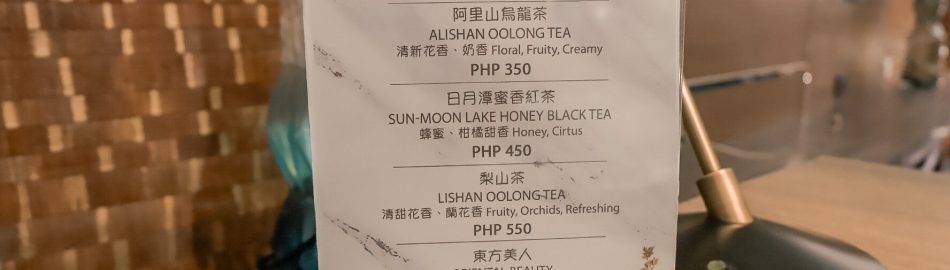 阿里山烏龍茶
ALISHAN OOLONG TEA
清新花香、奶香 Floral, Fruity, Creamy
PHP 350
日月潭蜜香紅茶
SUN-MOON LAKE HONEY BLACK TEA
蜂蜜、柑橘甜香 Honey, Cirtus
PHP 450
梨山茶
LISHAN OOLONG TEA
清甜花香、蘭花香 Fruity, Orchids, Refreshing
PHP 550
東方美人
ORIENTAL BEAUTY